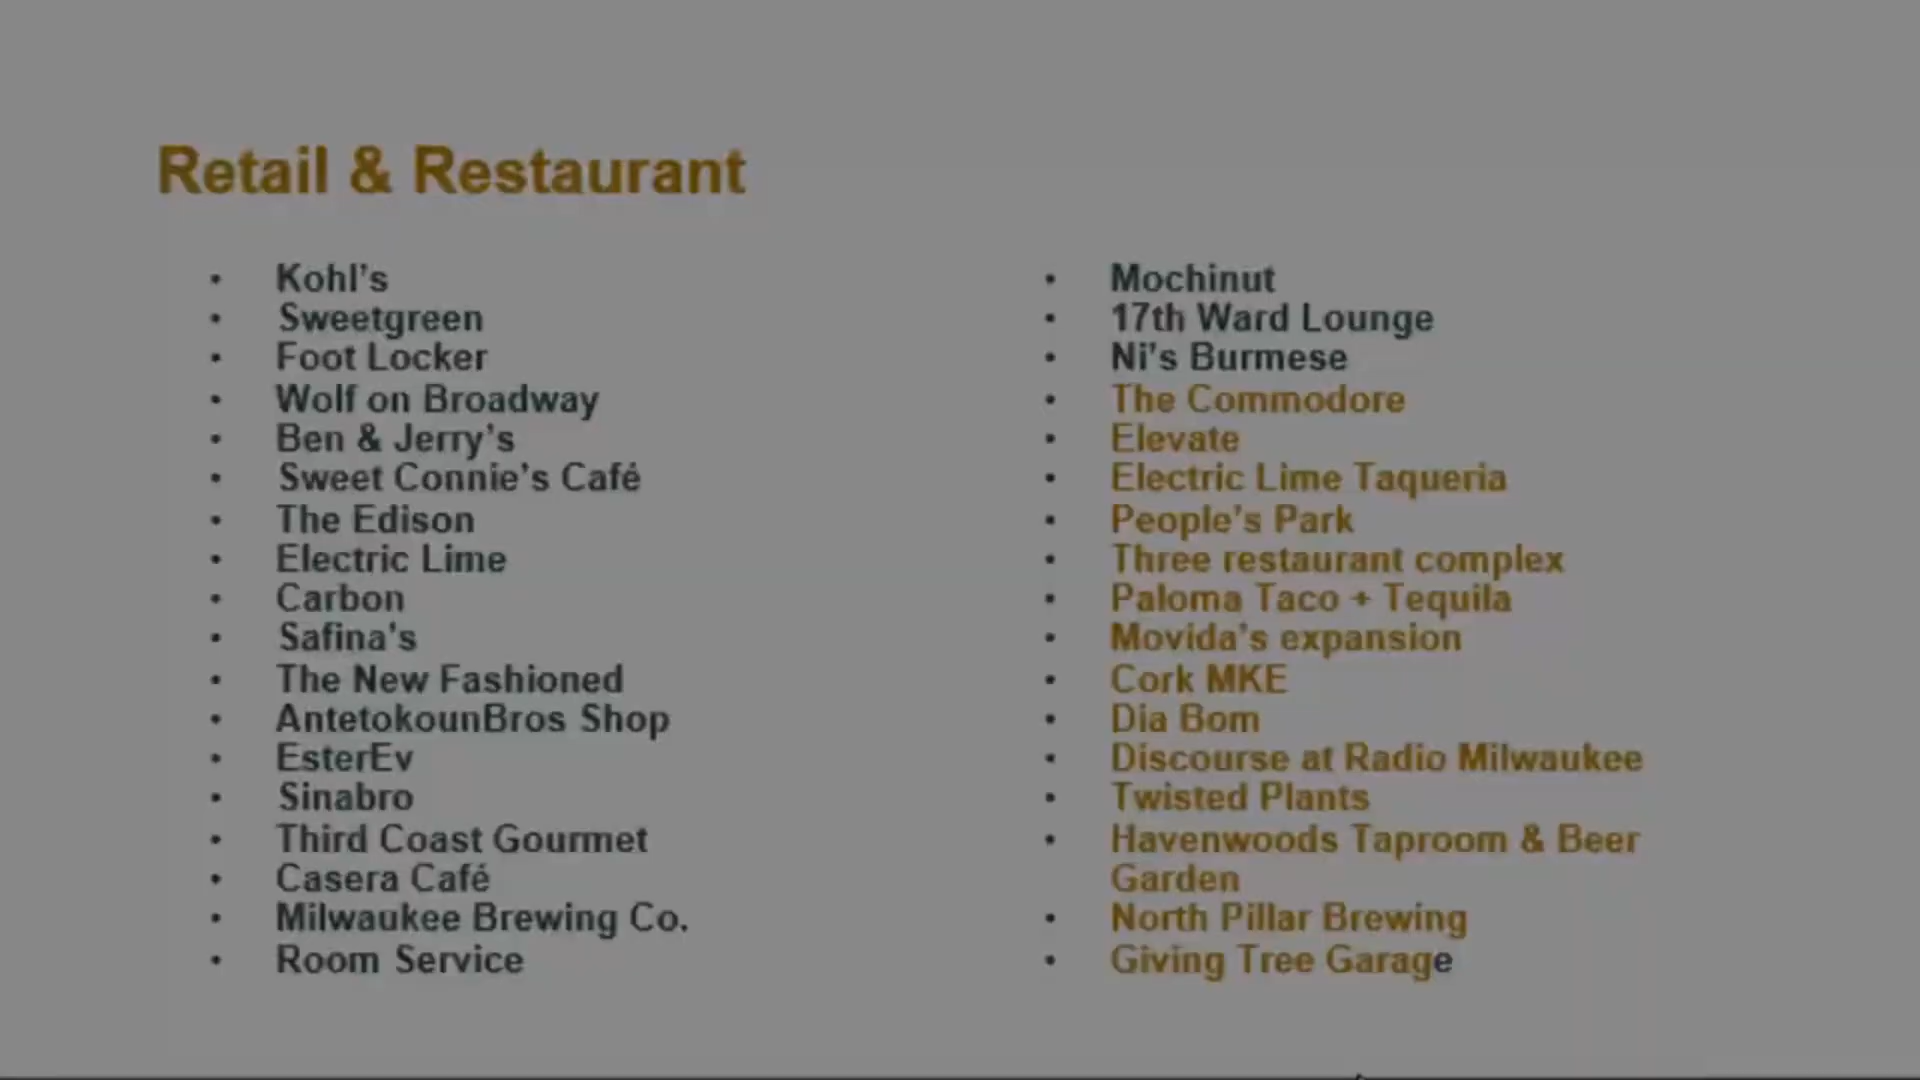 Retail & Restaurant
• Kohl's
• Sweetgreen
• Foot Locker
• Wolf on Broadway
• Ben & Jerry's
• Sweet Connie's Café
• The Edison
• Electric Lime
• Carbon
• Safina's
• The New Fashioned
• AntetokounBros Shop
• EsterEv
• Sinabro
• Third Coast Gourmet
• Casera Café
• Milwaukee Brewing Co.
• Room Service
• Mochinut
• 17th Ward Lounge
• Ni's Burmese
• The Commodore
• Elevate
• Electric Lime Taqueria
• People's Park
• Three restaurant complex
• Paloma Taco + Tequila
• Movida's expansion
• Cork MKE
• Dia Bom
• Discourse at Radio Milwaukee
• Twisted Plants
• Havenwoods Taproom & Beer
Garden
• North Pillar Brewing
• Giving Tree Garage